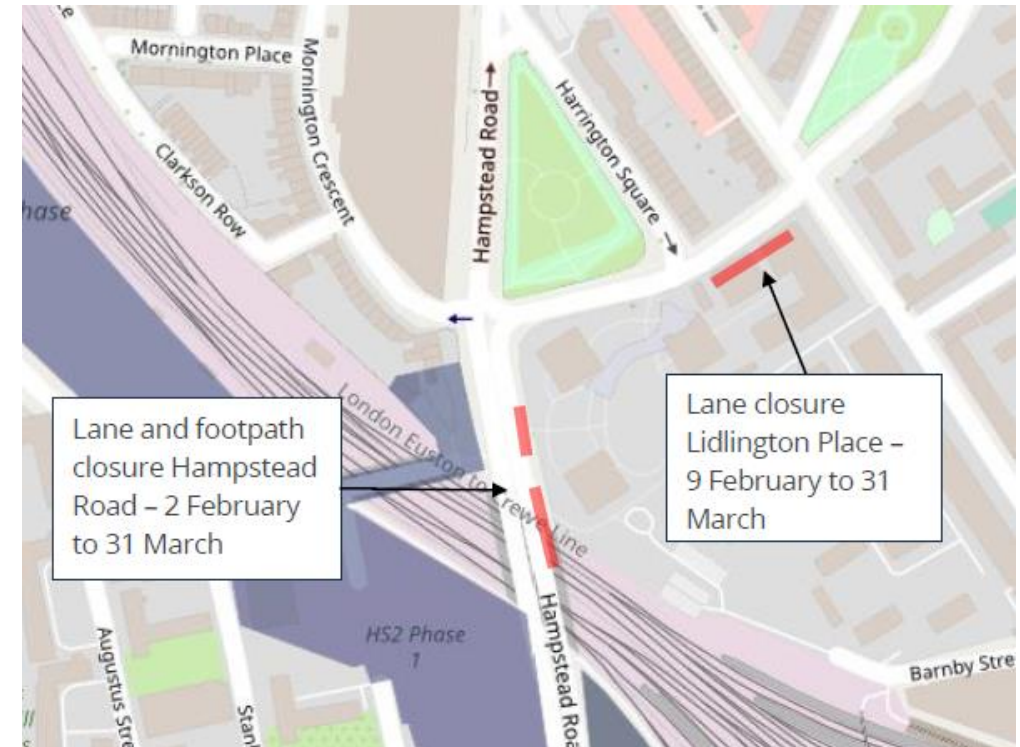 Mornington Place
Mornington Crescent
Hampstead Road
Harrington Square
Clarkson Row
hase
London Euston to Crewe Line
Lane and footpath
closure Hampstead
Road – 2 February
to 31 March
Lane closure
Lidlington Place –
9 February to 31
March
HS2 Phase
1
Hampstead Roa
Augustus Stre
Stanl
Barnby Stre